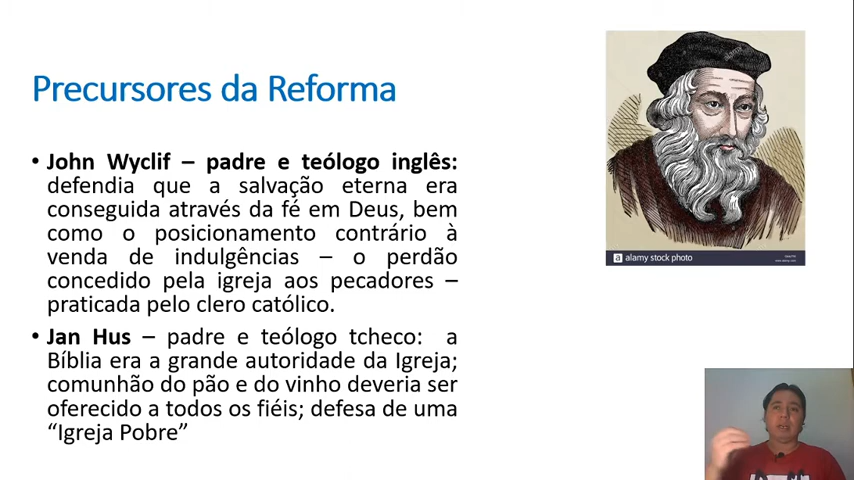 Precursores da Reforma
• John Wyclif – padre e teólogo inglês:
defendia que a salvação eterna era
conseguida através da fé em Deus, bem
como o posicionamento contrário à
venda de indulgências – o perdão
concedido pela igreja aos pecadores –
praticada pelo clero católico.
• Jan Hus – padre e teólogo tcheco: a
Bíblia era a grande autoridade da Igreja;
comunhão do pão e do vinho deveria ser
oferecido a todos os fiéis; defesa de uma
“Igreja Pobre”
alamy
a alamy stock photo